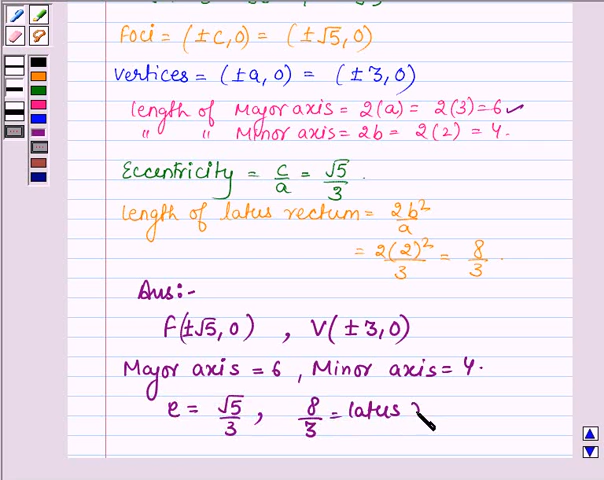 Foci = (±c, 0) = (±√5, 0)
Vertices = (±a, 0) = (±3, 0)
length of Major axis = 2(a) = 2(3) = 6 ✓
" " Minor axis = 2b = 2(2) = 4.
Eccentricity = c/a = √5/3.
length of latus rectum = 2b²/a
= 2(2)²/3 = 8/3.
Ans:-
F(±√5, 0) , V(±3, 0)
Major axis = 6 , Minor axis = 4.
e = √5/3 , 8/3 = latus